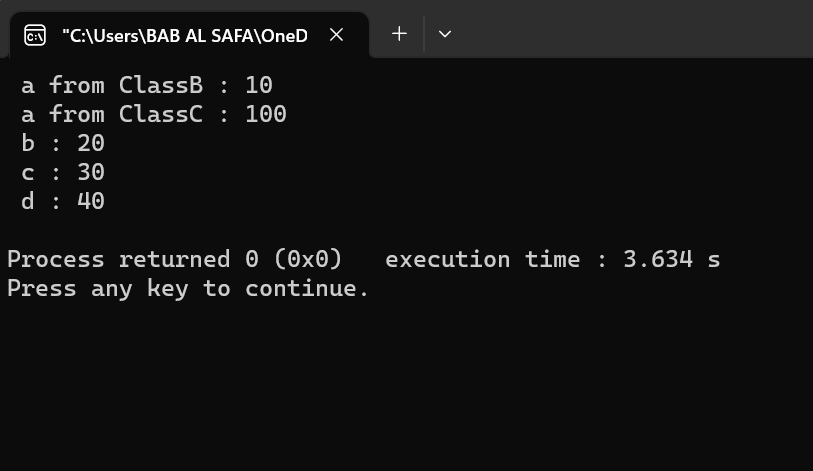 "C:\Users\BAB AL SAFA\OneD
a from ClassB : 10
a from ClassC : 100
b : 20
c : 30
d : 40
Process returned 0 (0x0)   execution time : 3.634 s
Press any key to continue.